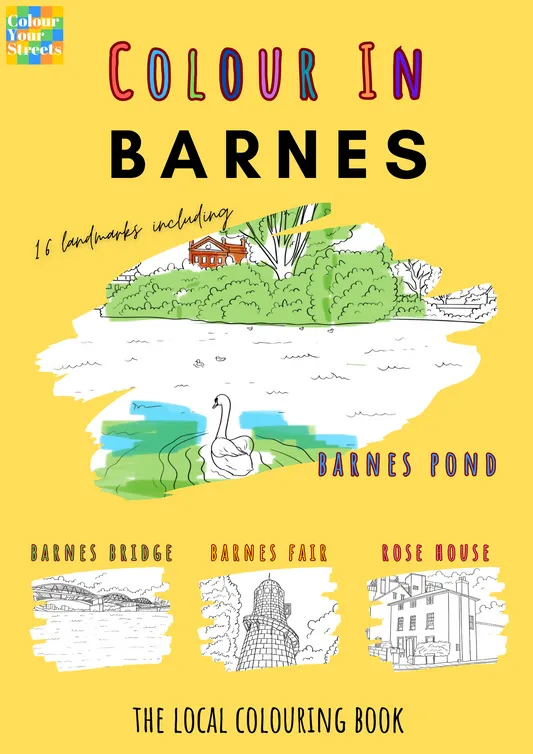 Colour
Your
Streets
COLOUR IN
BARNES
16 landmarks including
BARNES POND
BARNES BRIDGE
BARNES FAIR
ROSE HOUSE
THE LOCAL COLOURING BOOK